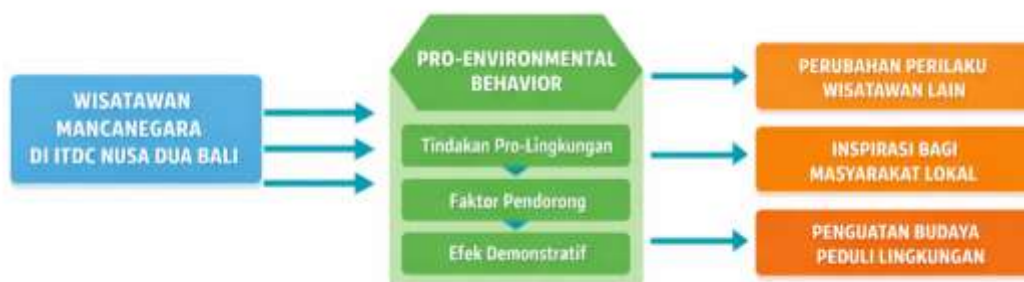 WISATAWAN
MANCANEGARA
DI ITDC NUSA DUA BALI
PRO-ENVIRONMENTAL
BEHAVIOR
Tindakan Pro-Lingkungan
Faktor Pendorong
Efek Demonstratif
PERUBAHAN PERILAKU
WISATAWAN LAIN
INSPIRASI BAGI
MASYARAKAT LOKAL
PENGUATAN BUDAYA
PEDULI LINGKUNGAN